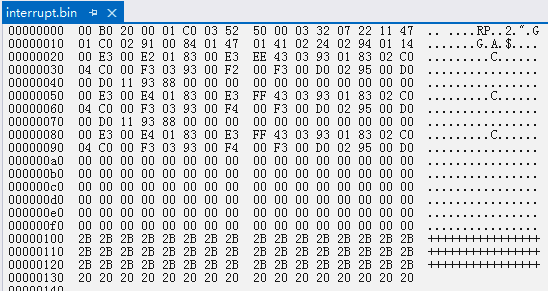 interrupt.bin
00000000 00 B0 20 00 01 C0 03 52 50 00 03 32 07 22 11 47 .. ....RP..2.".G
00000010 01 C0 02 91 00 84 01 47 01 41 02 24 02 94 01 14 .......G.A.$....
00000020 00 E3 00 E2 01 83 00 E3 EE 43 03 93 01 83 02 C0 .........C......
00000030 04 C0 00 F3 03 93 00 F2 00 F3 00 D0 02 95 00 D0 ................
00000040 00 D0 11 93 88 00 00 00 00 00 00 00 00 00 00 00 ................
00000050 00 E3 00 E4 01 83 00 E3 FF 43 03 93 01 83 02 C0 .........C......
00000060 04 C0 00 F3 03 93 00 F4 00 F3 00 D0 02 95 00 D0 ................
00000070 00 D0 11 93 88 00 00 00 00 00 00 00 00 00 00 00 ................
00000080 00 E3 00 E4 01 83 00 E3 FF 43 03 93 01 83 02 C0 .........C......
00000090 04 C0 00 F3 03 93 00 F4 00 F3 00 D0 02 95 00 D0 ................
000000a0 00 00 00 00 00 00 00 00 00 00 00 00 00 00 00 00 ................
000000b0 00 00 00 00 00 00 00 00 00 00 00 00 00 00 00 00 ................
000000c0 00 00 00 00 00 00 00 00 00 00 00 00 00 00 00 00 ................
000000d0 00 00 00 00 00 00 00 00 00 00 00 00 00 00 00 00 ................
000000e0 00 00 00 00 00 00 00 00 00 00 00 00 00 00 00 00 ................
000000f0 00 00 00 00 00 00 00 00 00 00 00 00 00 00 00 00 ................
00000100 2B 2B 2B 2B 2B 2B 2B 2B 2B 2B 2B 2B 2B 2B 2B 2B ++++++++++++++++
00000110 2B 2B 2B 2B 2B 2B 2B 2B 2B 2B 2B 2B 2B 2B 2B 2B ++++++++++++++++
00000120 2B 2B 2B 2B 2B 2B 2B 2B 2B 2B 2B 2B 2B 2B 2B 2B ++++++++++++++++
00000130 20 20 20 20 20 20 20 20 20 20 20 20 20 20 20 20
00000140